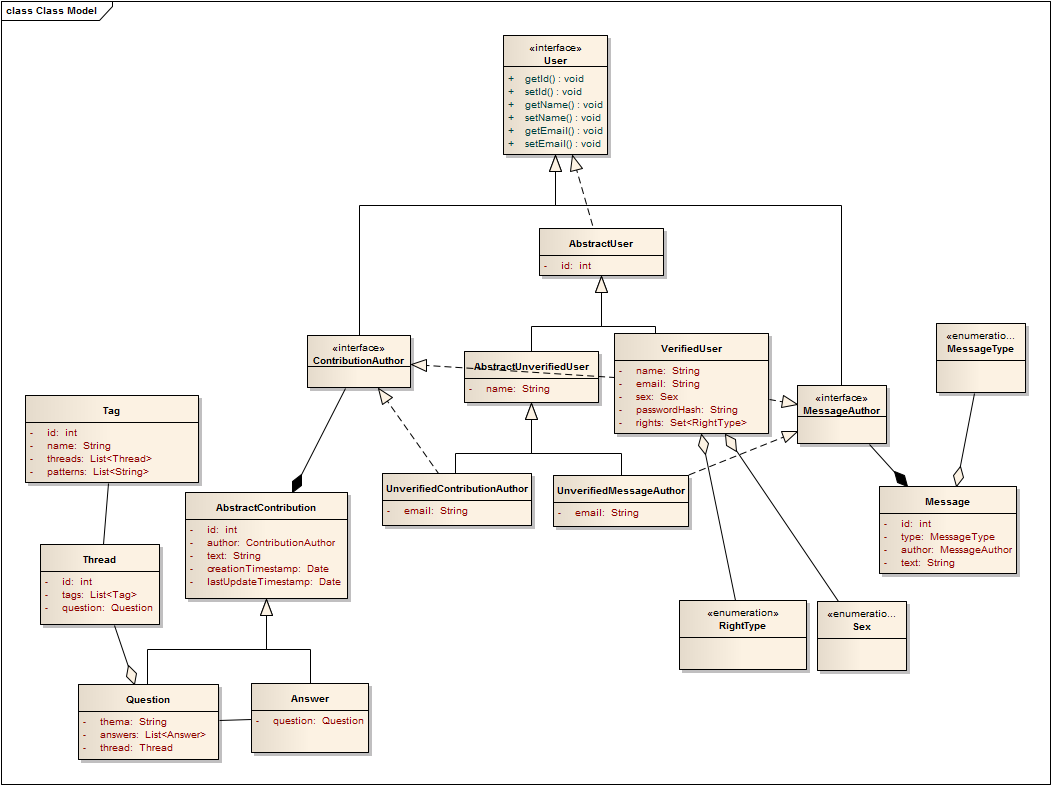 class Class Model
«interface»
User
+ getId() : void
+ setId() : void
+ getName() : void
+ setName() : void
+ getEmail() : void
+ setEmail() : void
AbstractUser
- id: int
«interface»
ContributionAuthor
AbstractUnverifiedUser
- name: String
VerifiedUser
- name: String
- email: String
- sex: Sex
- passwordHash: String
- rights: Set<RightType>
«interface»
MessageAuthor
«enumeratio...
MessageType
Tag
- id: int
- name: String
- threads: List<Thread>
- patterns: List<String>
UnverifiedContributionAuthor
- email: String
UnverifiedMessageAuthor
- email: String
AbstractContribution
- id: int
- author: ContributionAuthor
- text: String
- creationTimestamp: Date
- lastUpdateTimestamp: Date
Message
- id: int
- type: MessageType
- author: MessageAuthor
- text: String
Thread
- id: int
- tags: List<Tag>
- question: Question
«enumeration»
RightType
«enumeratio...
Sex
Question
- thema: String
- answers: List<Answer>
- thread: Thread
Answer
- question: Question